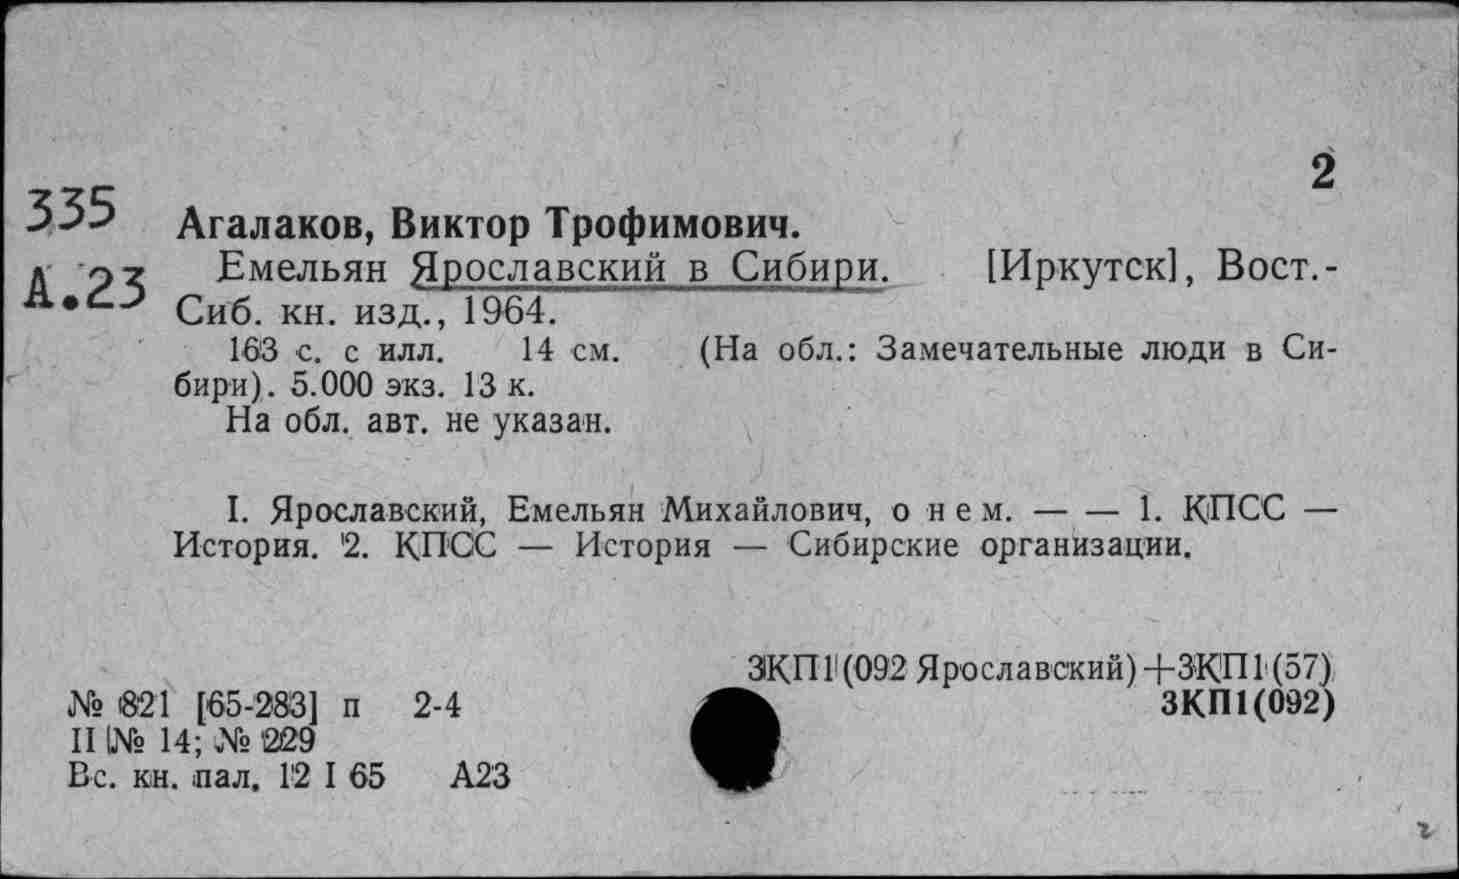 2
335
Агалаков, Виктор Трофимович.
А.23
Емельян Ярославский в Сибири. [Иркутск], Вост.-
Сиб. кн. изд., 1964.
163 с. с илл. 14 см. (На обл.: Замечательные люди в Си-
бири). 5.000 экз. 13 к.
На обл. авт. не указан.
I. Ярославский, Емельян Михайлович, о нем. — — 1. КПСС —
История. 2. КПСС — История — Сибирские организации.
3КП1(092 Ярославский)+3КП1(57)
3КП1(092)
№ 821 [65-283] п 2-4
II № 14; № 229
Вс. кн. пал. 12 I 65 А23